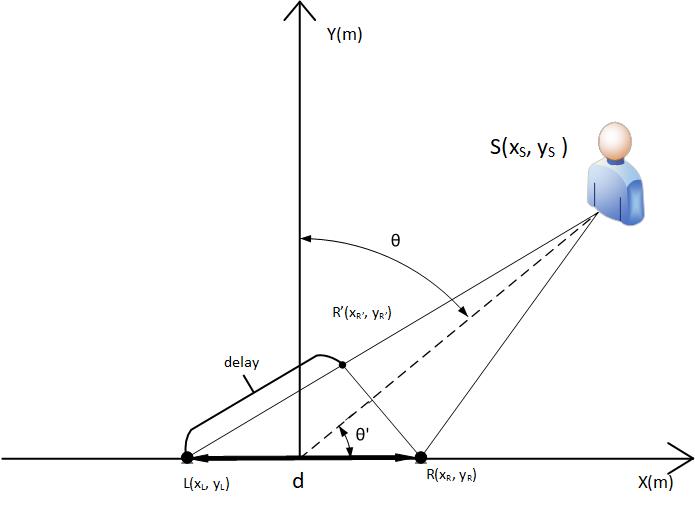 Y(m)
S(xS, yS )
θ
R’(xR’, yR’)
delay
θ'
L(xL, yL)
d
R(xR, yR)
X(m)